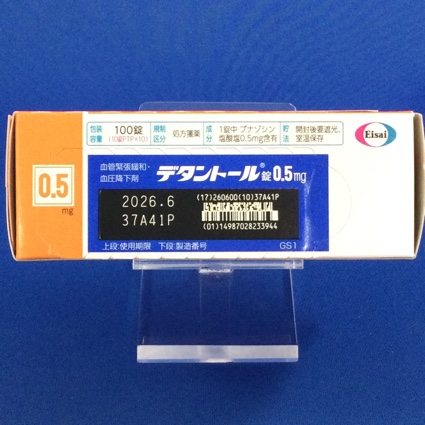 包装容量 100錠 (10錠PTP×10) 規制区分 処方箋薬 成分 1錠中 ブナゾシン塩酸塩0.5mg含有 貯法 開封後要遮光、室温保存
Eisai
0.5
mg
血管緊張緩和・
血圧降下剤
デタントール®錠0.5mg
2026.6
37A41P
(17)260600(10)37A41P
(01)14987028233944
上段:使用期限 下段:製造番号
GS1